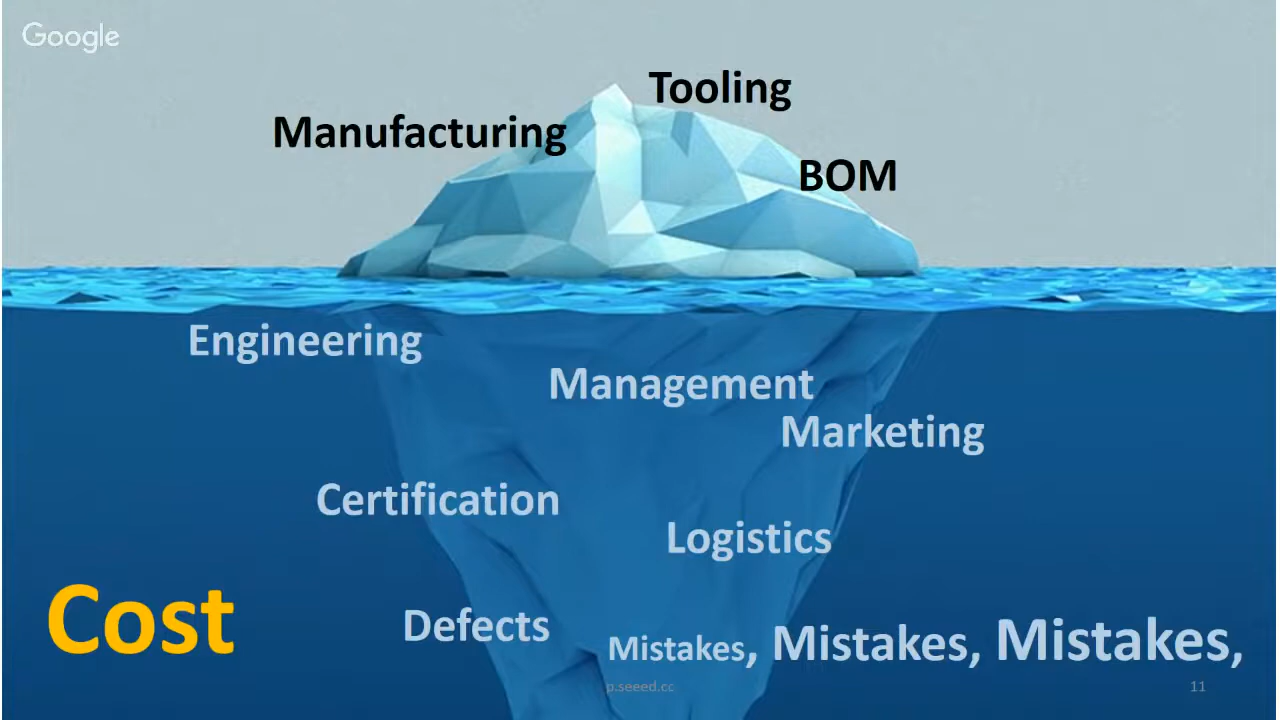 Google
Tooling
Manufacturing
BOM
Engineering
Management
Marketing
Certification
Logistics
Cost
Defects
Mistakes, Mistakes, Mistakes,
p.seeed.cc
11